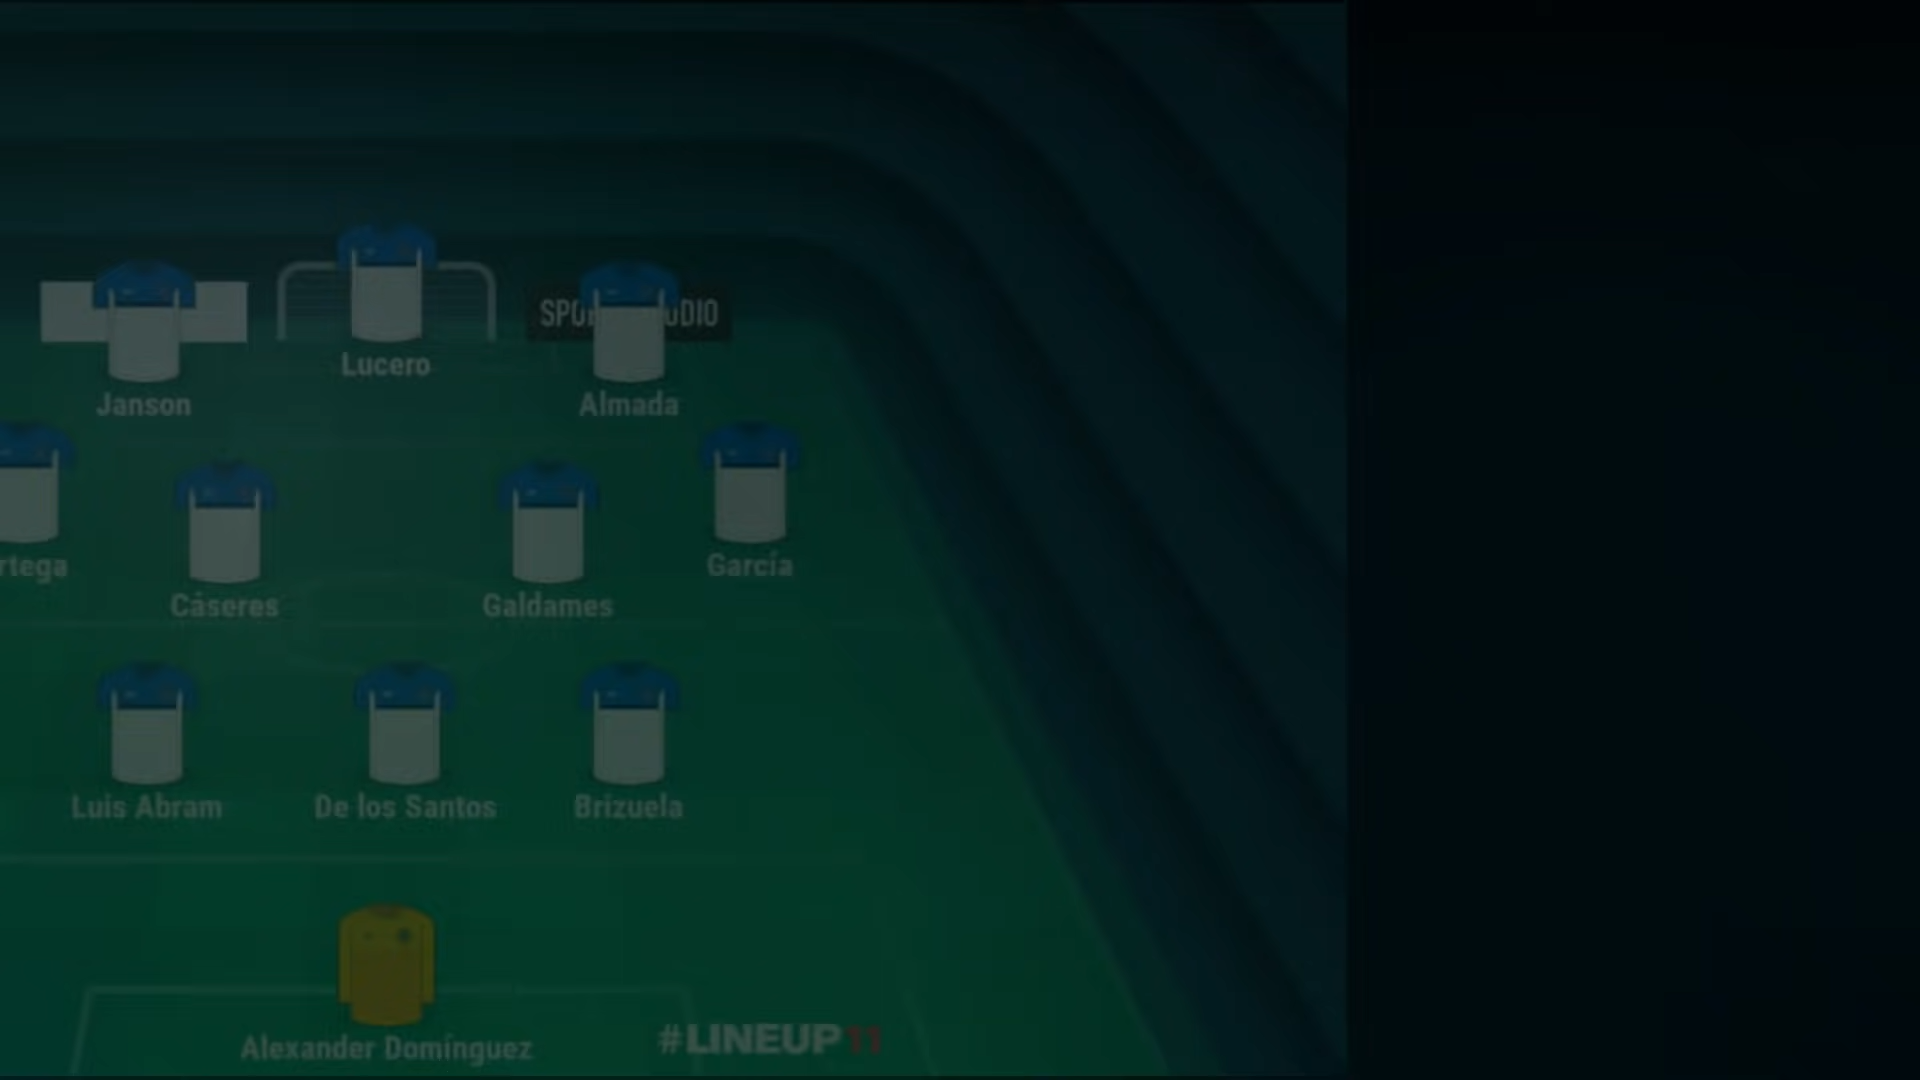 Lucero
Janson
Almada
rtega
García
Cáseres
Galdames
Luis Abram
De los Santos
Brizuela
Alexander Domínguez
#LINEUP11